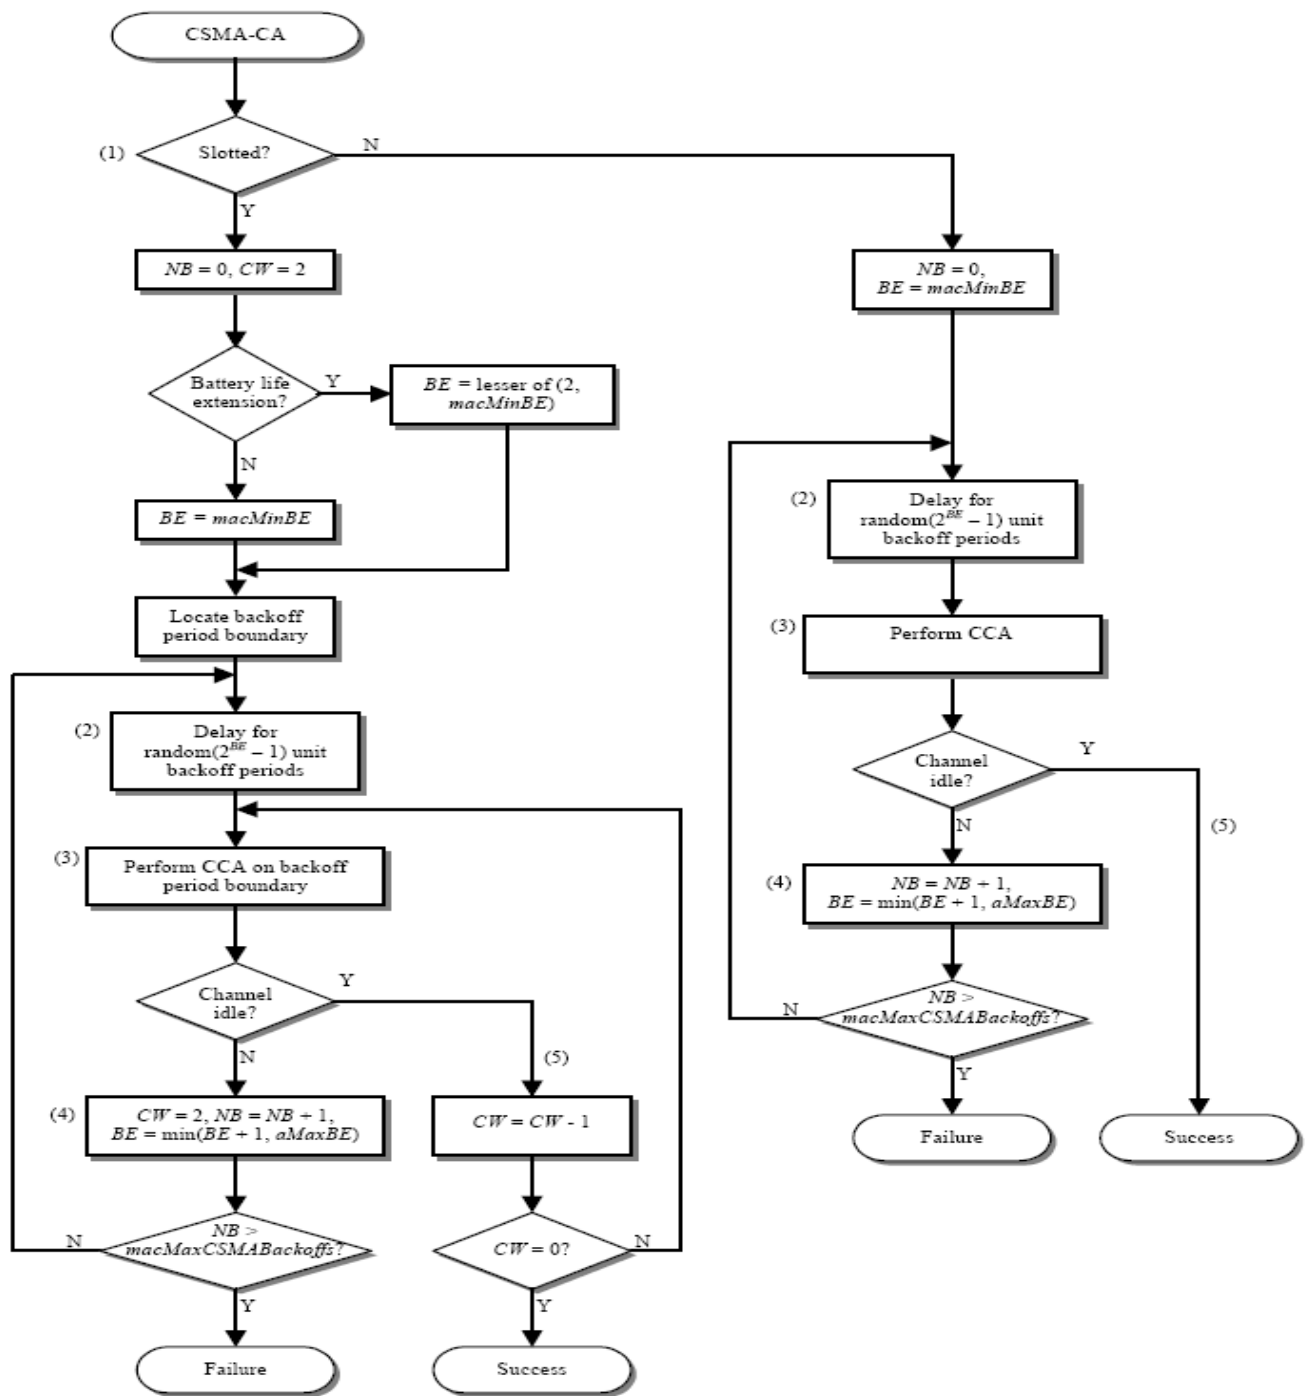 CSMA-CA
(1)
Slotted?
N
Y
NB = 0, CW = 2
Battery life
extension?
Y
BE = lesser of (2,
macMinBE)
N
BE = macMinBE
Locate backoff
period boundary
(2)
Delay for
random(2^BE – 1) unit
backoff periods
(3)
Perform CCA on backoff
period boundary
Channel
idle?
Y
N
(5)
(4)
CW = 2, NB = NB + 1,
BE = min(BE + 1, aMaxBE)
CW = CW - 1
NB >
macMaxCSMABackoffs?
N
Y
CW = 0?
N
Y
Failure
Success
NB = 0,
BE = macMinBE
(2)
Delay for
random(2^BE – 1) unit
backoff periods
(3)
Perform CCA
Channel
idle?
Y
N
(5)
(4)
NB = NB + 1,
BE = min(BE + 1, aMaxBE)
NB >
macMaxCSMABackoffs?
N
Y
Failure
Success